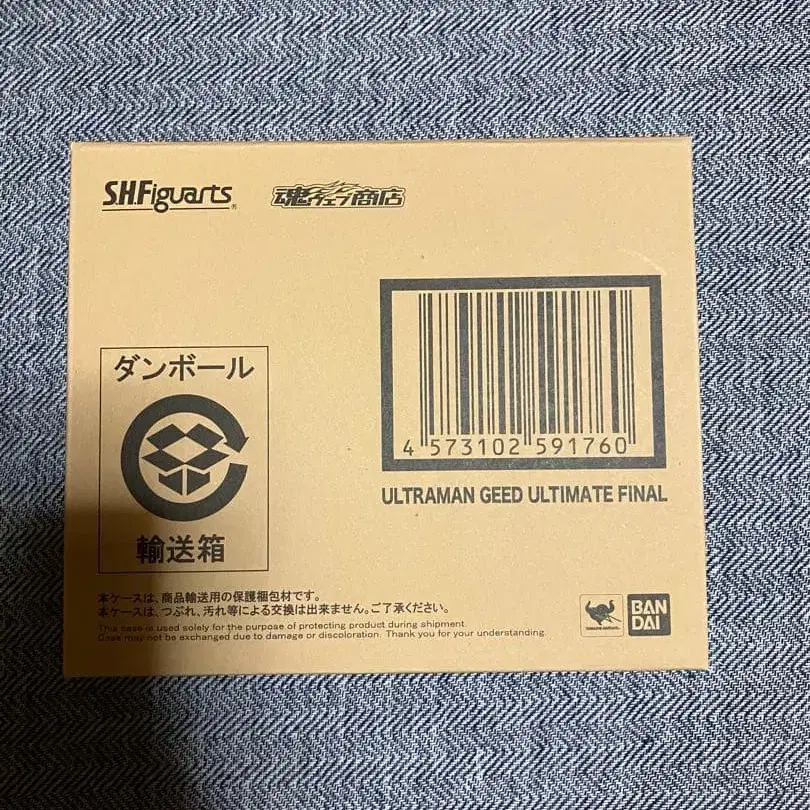 S.H.Figuarts®
魂ウェブ商店
4 573102 591760
ULTRAMAN GEED ULTIMATE FINAL
ダンボール
輸送箱
本ケースは、商品輸送用の保護梱包材です。
本ケースは、つぶれ、汚れ等による交換は出来ません。ご了承ください。
This case is used solely for the purpose of protecting product during shipment.
Case may not be exchanged due to damage or discoloration. Thank you for your understanding.
BAN
DAI